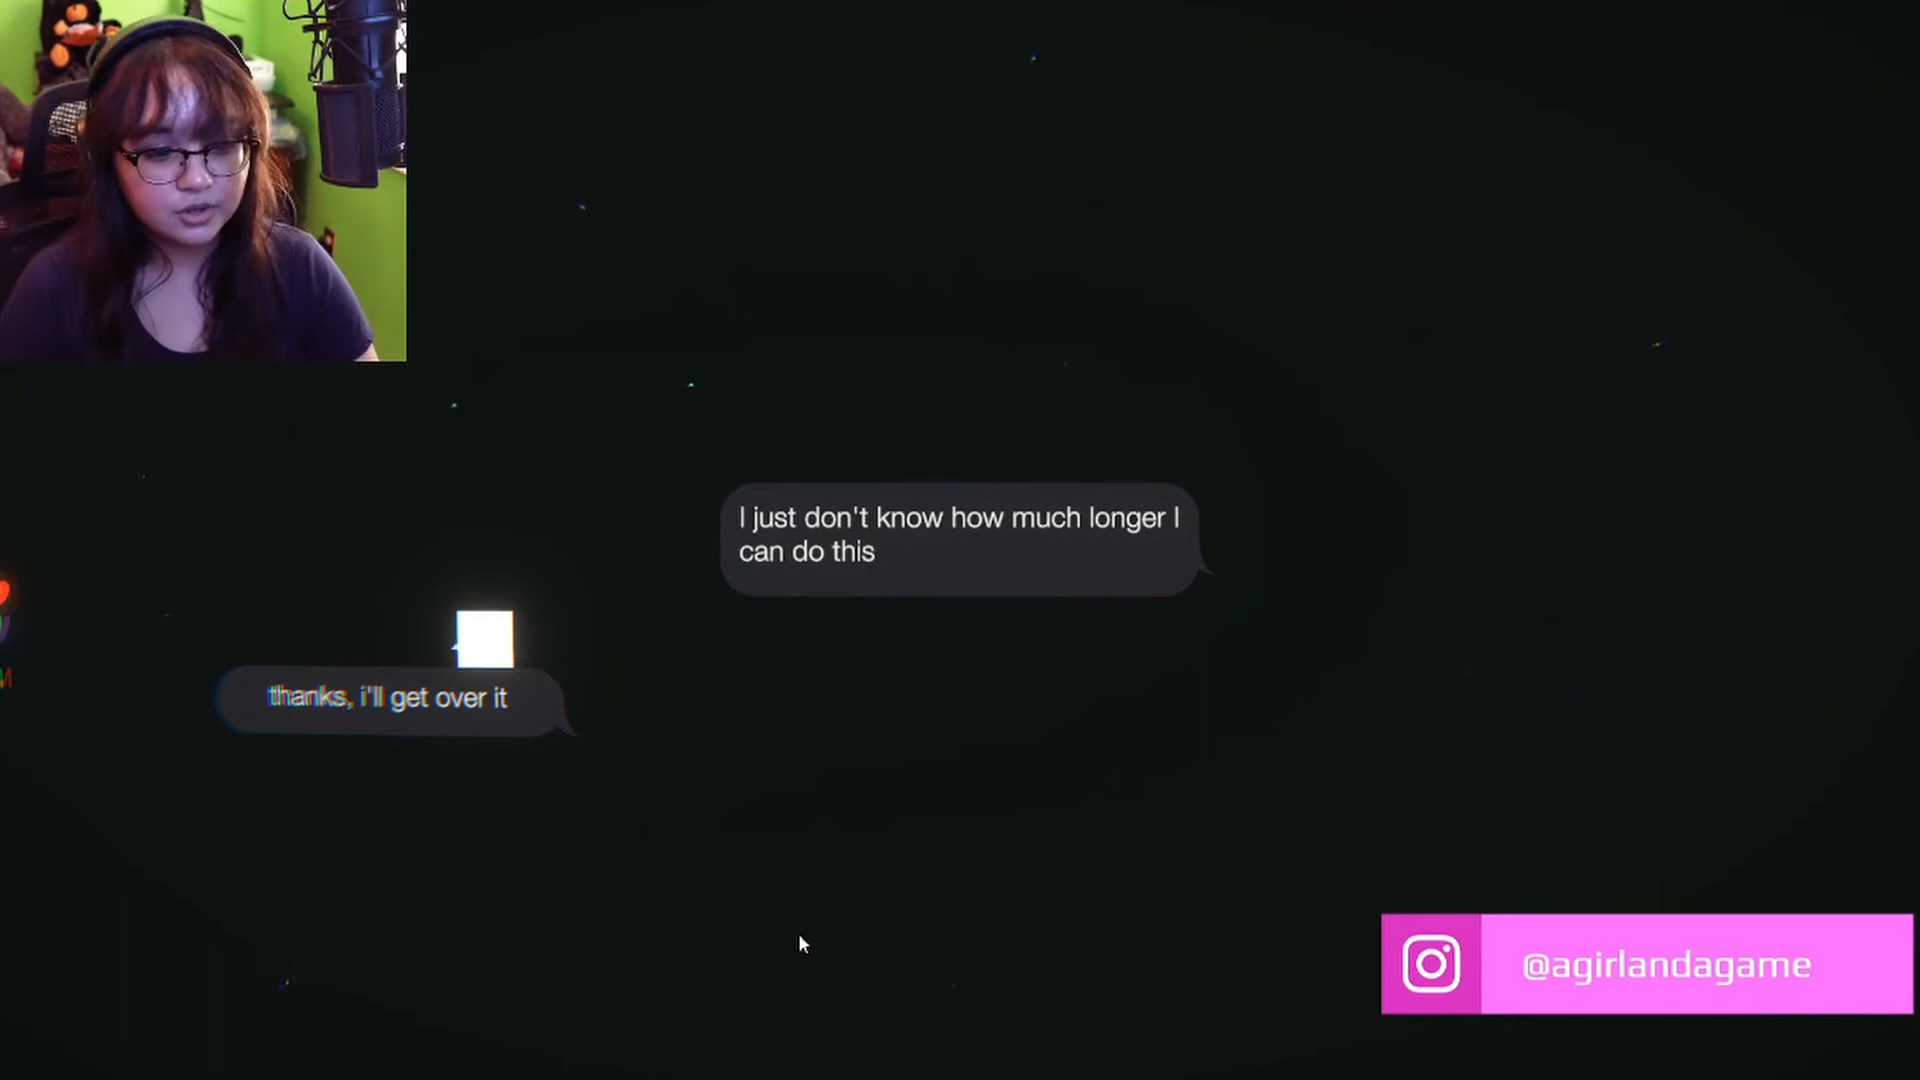 I just don't know how much longer I
can do this
thanks, i'll get over it
@agirlandagame